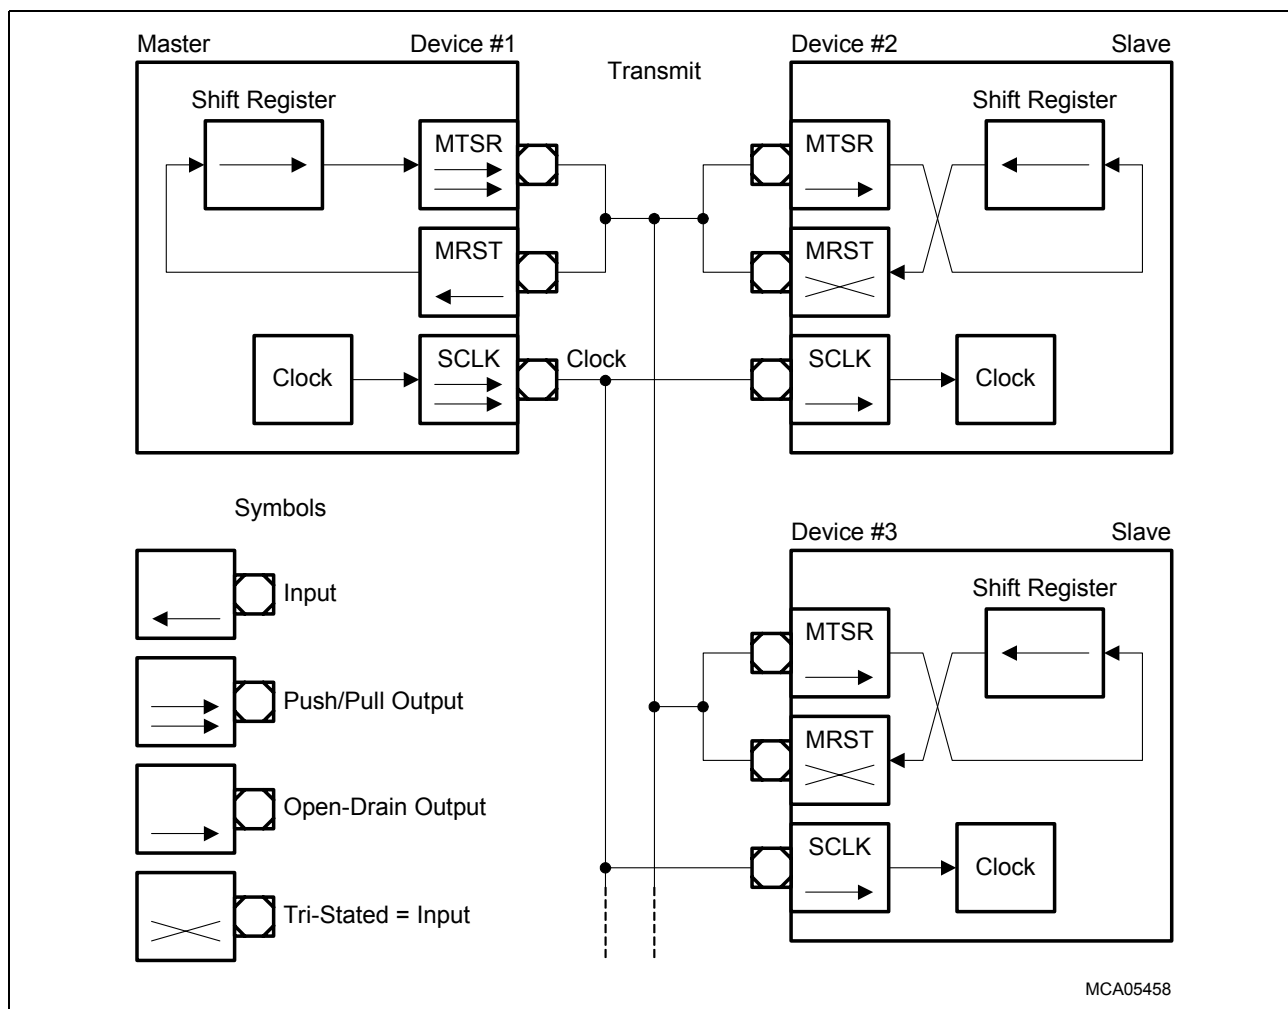 Master Device #1
Transmit
Device #2 Slave
Shift Register
MTSR
MRST
Clock
SCLK
Clock
Shift Register
MTSR
MRST
SCLK
Clock
Symbols
Input
Push/Pull Output
Open-Drain Output
Tri-Stated = Input
Device #3 Slave
Shift Register
MTSR
MRST
SCLK
Clock
MCA05458